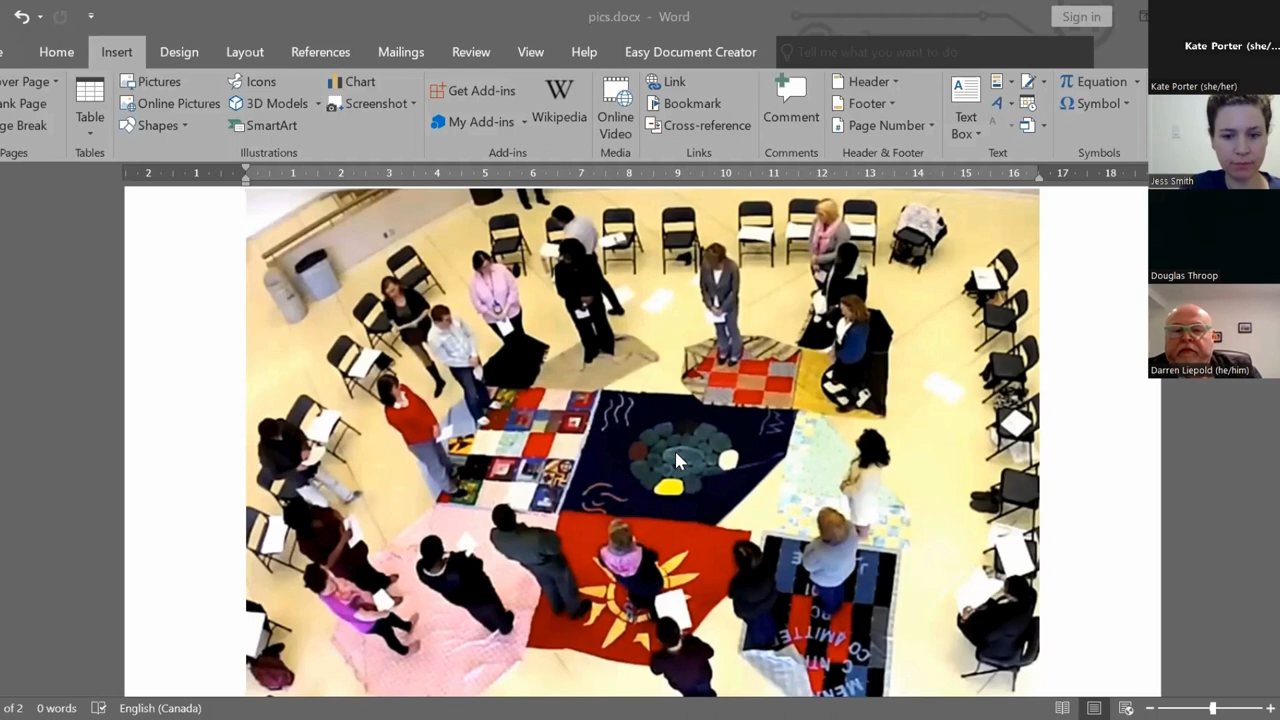 pics.docx - Word
Sign in
Home Insert Design Layout References Mailings Review View Help Easy Document Creator Tell me what you want to do
Page
Page
Page Break
Pages
Table
Tables
Pictures
Online Pictures
Shapes
Icons
3D Models
SmartArt
Chart
Screenshot
Illustrations
Get Add-ins
My Add-ins
Wikipedia
Add-ins
Online
Video
Media
Link
Bookmark
Cross-reference
Links
Comment
Comments
Header
Footer
Page Number
Header & Footer
Text
Box
Text
Equation
Symbol
Symbols
2 1 1 2 3 4 5 6 7 8 9 10 11 12 13 14 15 16 17 18
Kate Porter (she/...
Kate Porter (she/her)
Jess Smith
Douglas Throop
Darren Liepold (he/him)
of 2 0 words English (Canada)